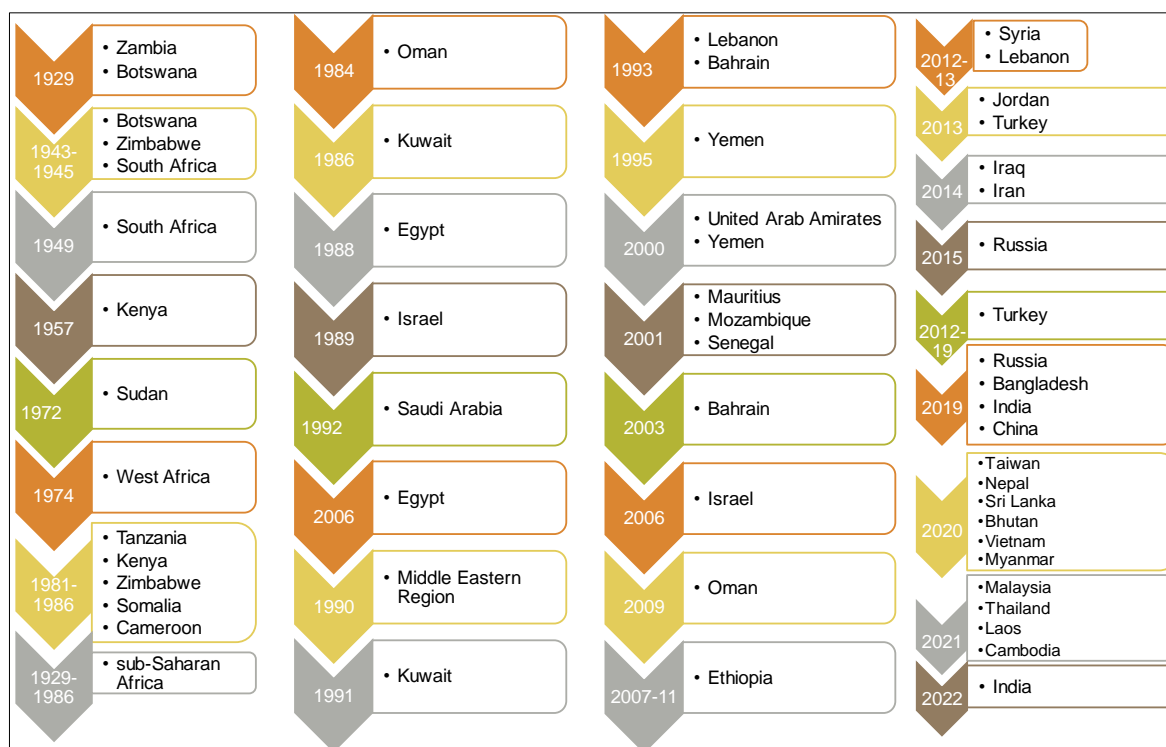 1929
• Zambia
• Botswana
1943-
1945
• Botswana
• Zimbabwe
• South Africa
1949
• South Africa
1957
• Kenya
1972
• Sudan
1974
• West Africa
1981-
1986
• Tanzania
• Kenya
• Zimbabwe
• Somalia
• Cameroon
1929-
1986
• sub-Saharan
Africa
1984
• Oman
1986
• Kuwait
1988
• Egypt
1989
• Israel
1992
• Saudi Arabia
2006
• Egypt
1990
• Middle Eastern
Region
1991
• Kuwait
1993
• Lebanon
• Bahrain
1995
• Yemen
2000
• United Arab Amirates
• Yemen
2001
• Mauritius
• Mozambique
• Senegal
2003
• Bahrain
2006
• Israel
2009
• Oman
2007-11
• Ethiopia
2012-
13
• Syria
• Lebanon
2013
• Jordan
• Turkey
2014
• Iraq
• Iran
2015
• Russia
2012-
19
• Turkey
2019
• Russia
• Bangladesh
• India
• China
2020
•Taiwan
•Nepal
•Sri Lanka
•Bhutan
•Vietnam
•Myanmar
2021
•Malaysia
•Thailand
•Laos
•Cambodia
2022
• India